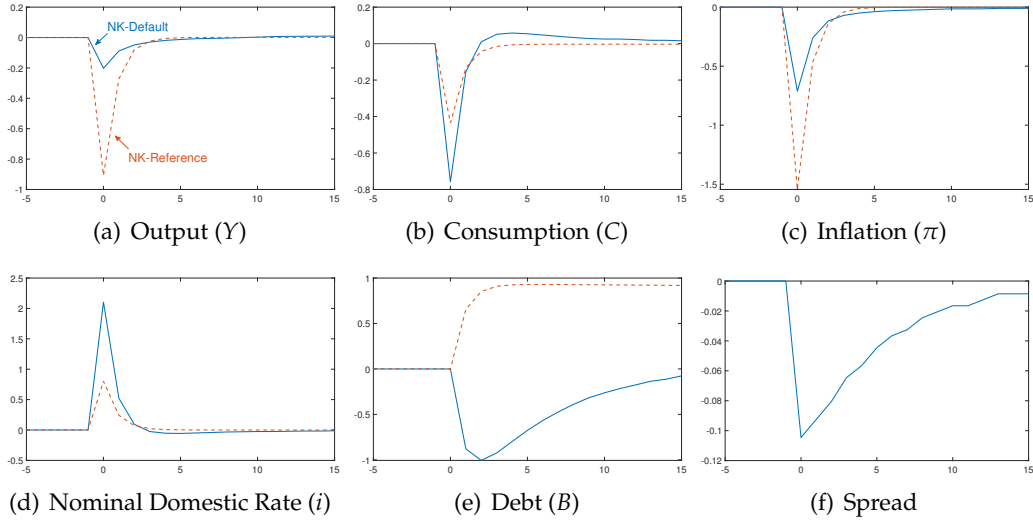 NK-Default
NK-Reference
0.2
0
-0.2
-0.4
-0.6
-0.8
-1
-5 0 5 10 15
(a) Output (Y)
0.2
0
-0.2
-0.4
-0.6
0.8
-5 0 5 10 15
(b) Consumption (C)
0
-0.5
-1
-1.5
-5 0 5 10 15
(c) Inflation (π)
2.5
2
1.5
1
0.5
0
-0.5
-5 0 5 10 15
(d) Nominal Domestic Rate (i)
1
0.5
0
-0.5
-1
-5 0 5 10 15
(e) Debt (B)
0
-0.02
-0.04
-0.06
-0.08
-0.1
-0.12
-5 0 5 10 15
(f) Spread